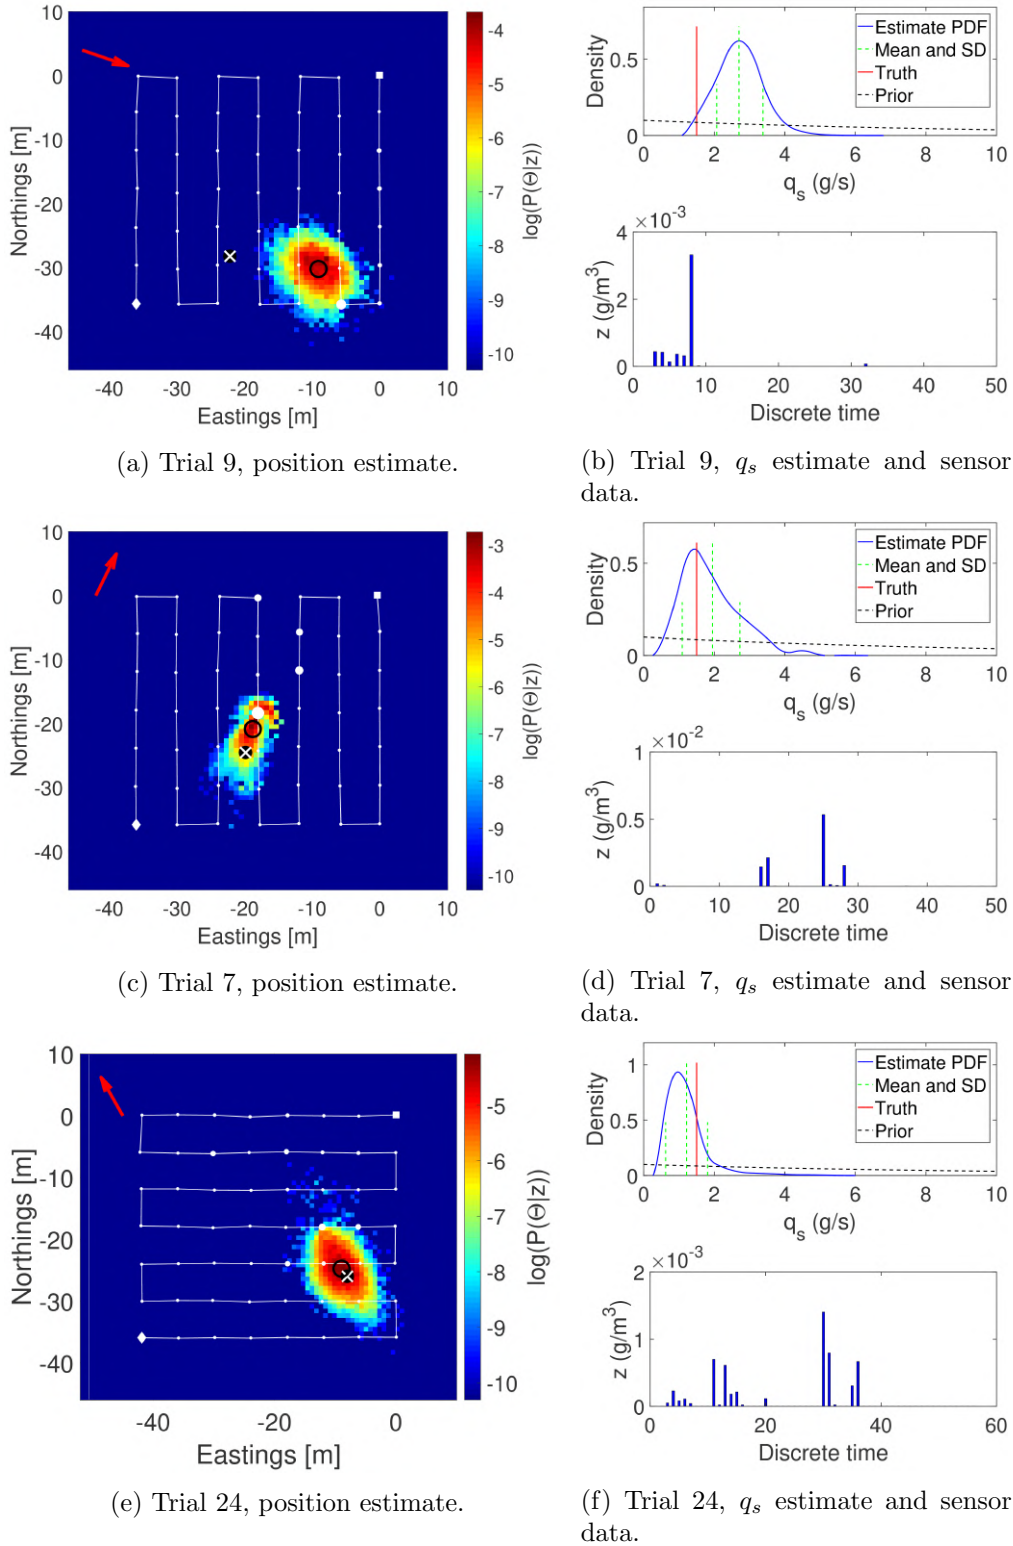 10
0
-10
-20
-30
-40
Northings [m]
-40 -30 -20 -10 0 10
Eastings [m]
-4
-5
-6
-7
-8
-9
-10
log(P(Θ|z))
(a) Trial 9, position estimate.
Estimate PDF
Mean and SD
Truth
Prior
Density
0.5
0
0 2 4 6 8 10
q_s (g/s)
×10^-3
4
2
0
z (g/m^3)
0 10 20 30 40 50
Discrete time
(b) Trial 9, q_s estimate and sensor
data.
10
0
-10
-20
-30
-40
Northings [m]
-40 -30 -20 -10 0 10
Eastings [m]
-3
-4
-5
-6
-7
-8
-9
-10
log(P(Θ|z))
(c) Trial 7, position estimate.
Estimate PDF
Mean and SD
Truth
Prior
Density
0.5
0
0 2 4 6 8 10
q_s (g/s)
×10^-2
1
0.5
0
z (g/m^3)
0 10 20 30 40 50
Discrete time
(d) Trial 7, q_s estimate and sensor
data.
10
0
-10
-20
-30
-40
Northings [m]
-40 -20 0
Eastings [m]
-5
-6
-7
-8
-9
-10
log(P(Θ|z))
(e) Trial 24, position estimate.
Estimate PDF
Mean and SD
Truth
Prior
Density
1
0.5
0
0 2 4 6 8 10
q_s (g/s)
×10^-3
2
1
0
z (g/m^3)
0 20 40 60
Discrete time
(f) Trial 24, q_s estimate and sensor
data.